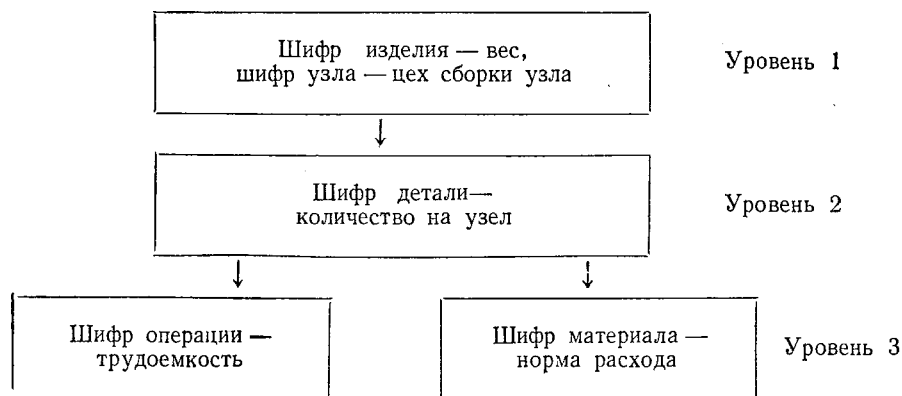 Шифр изделия — вес,
шифр узла — цех сборки узла
Уровень 1
Шифр детали—
количество на узел
Уровень 2
Шифр операции —
трудоемкость
Шифр материала —
норма расхода
Уровень 3